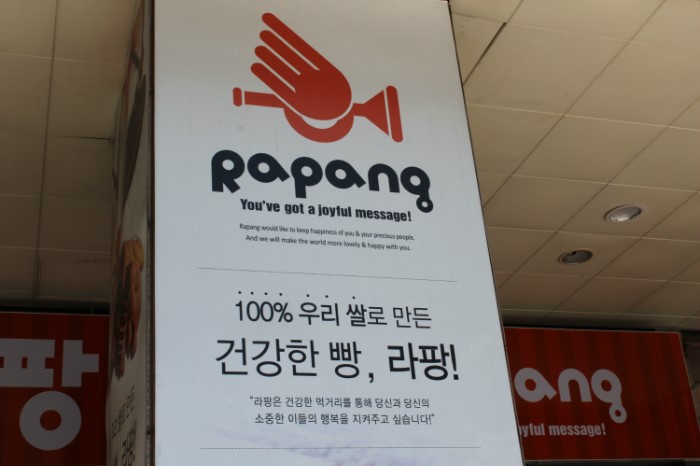 Rapang
You've got a joyful message!
Rapang would like to keep happiness of you & your precious people.
And we will make the world more lovely & happy with you.
100% 우리 쌀로 만든
건강한 빵, 라팡!
"라팡은 건강한 먹거리를 통해 당신과 당신의
소중한 이들의 행복을 지켜주고 싶습니다!"
팡
ang
yful message!